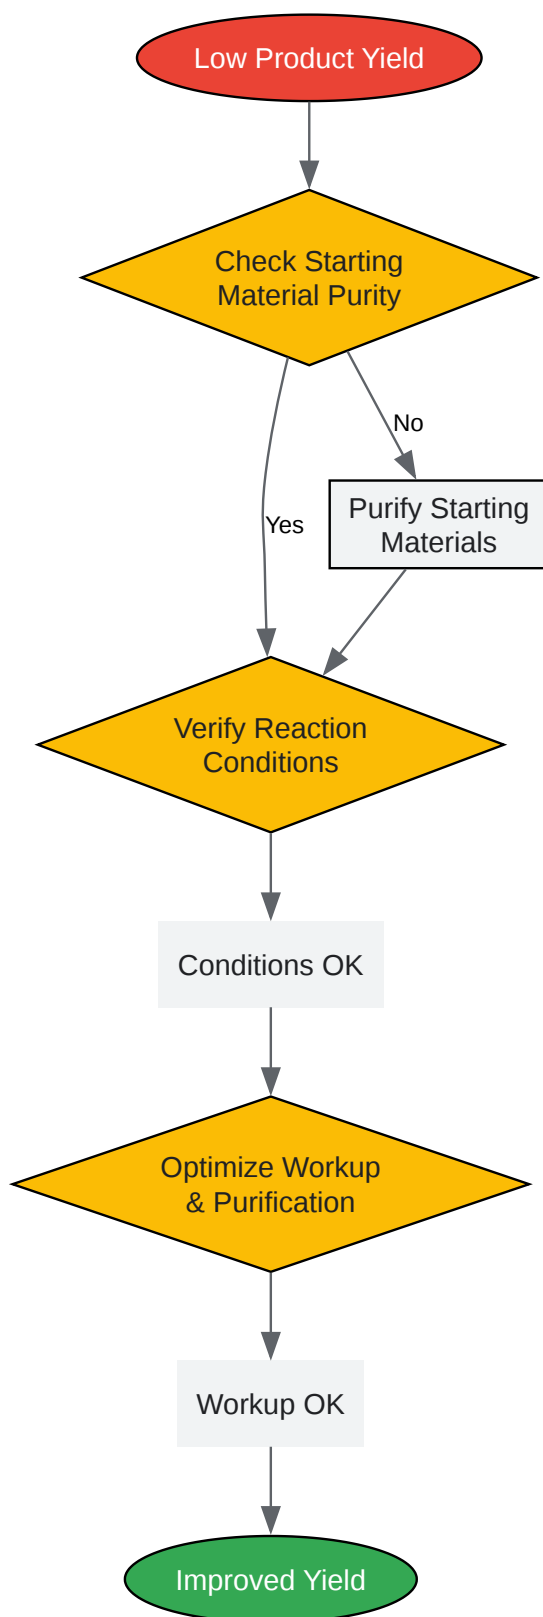 Low Product Yield
Check Starting
Material Purity
No
Yes
Purify Starting
Materials
Verify Reaction
Conditions
Conditions OK
Optimize Workup
& Purification
Workup OK
Improved Yield